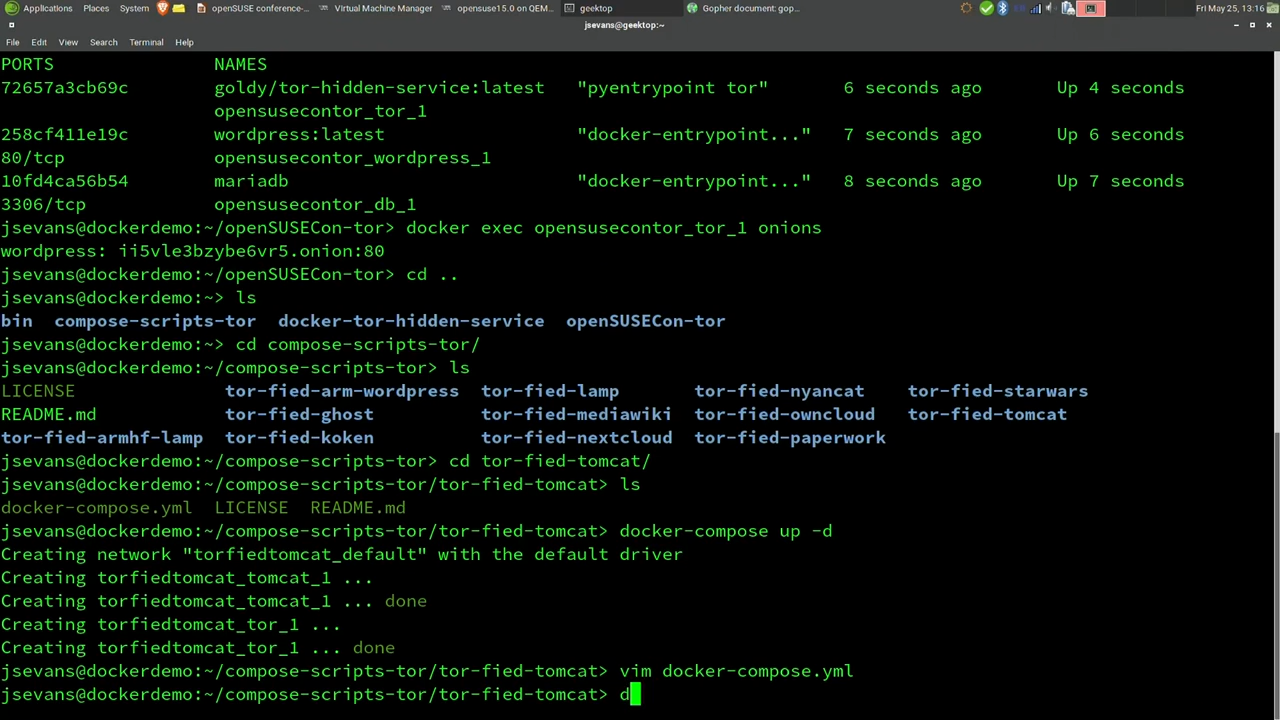 Applications Places System openSUSE conference-... Virtual Machine Manager opensuse15.0 on QEM... geektop Gopher document: gop... Fri May 25, 13:16
jsevans@geektop:~
File Edit View Search Terminal Help
PORTS NAMES
72657a3cb69c goldy/tor-hidden-service:latest "pyentrypoint tor" 6 seconds ago Up 4 seconds
opensusecontor_tor_1
258cf411e19c wordpress:latest "docker-entrypoint..." 7 seconds ago Up 6 seconds
80/tcp opensusecontor_wordpress_1
10fd4ca56b54 mariadb "docker-entrypoint..." 8 seconds ago Up 7 seconds
3306/tcp opensusecontor_db_1
jsevans@dockerdemo:~/openSUSECon-tor> docker exec opensusecontor_tor_1 onions
wordpress: ii5vle3bzybe6vr5.onion:80
jsevans@dockerdemo:~/openSUSECon-tor> cd ..
jsevans@dockerdemo:~> ls
bin compose-scripts-tor docker-tor-hidden-service openSUSECon-tor
jsevans@dockerdemo:~> cd compose-scripts-tor/
jsevans@dockerdemo:~/compose-scripts-tor> ls
LICENSE tor-fied-arm-wordpress tor-fied-lamp tor-fied-nyancat tor-fied-starwars
README.md tor-fied-ghost tor-fied-mediawiki tor-fied-owncloud tor-fied-tomcat
tor-fied-armhf-lamp tor-fied-koken tor-fied-nextcloud tor-fied-paperwork
jsevans@dockerdemo:~/compose-scripts-tor> cd tor-fied-tomcat/
jsevans@dockerdemo:~/compose-scripts-tor/tor-fied-tomcat> ls
docker-compose.yml LICENSE README.md
jsevans@dockerdemo:~/compose-scripts-tor/tor-fied-tomcat> docker-compose up -d
Creating network "torfiedtomcat_default" with the default driver
Creating torfiedtomcat_tomcat_1 ...
Creating torfiedtomcat_tomcat_1 ... done
Creating torfiedtomcat_tor_1 ...
Creating torfiedtomcat_tor_1 ... done
jsevans@dockerdemo:~/compose-scripts-tor/tor-fied-tomcat> vim docker-compose.yml
jsevans@dockerdemo:~/compose-scripts-tor/tor-fied-tomcat> d